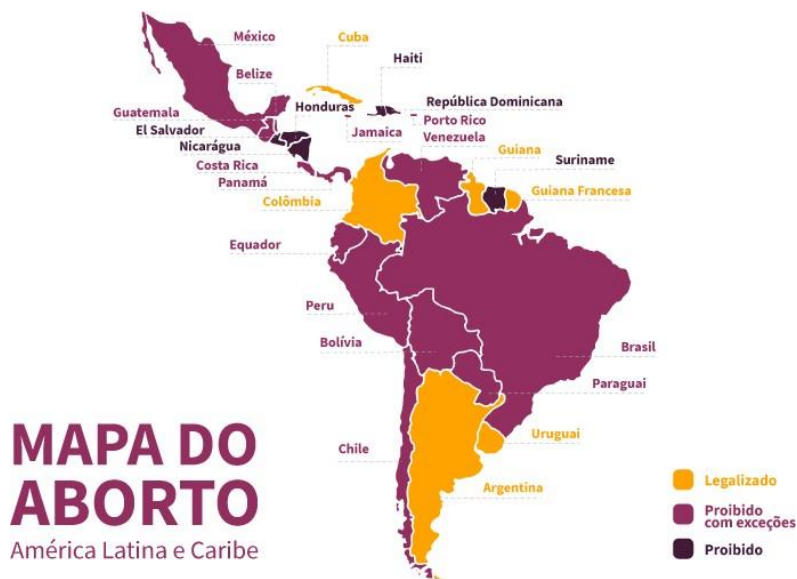 México
Cuba
Haiti
Belize
Guatemala
Honduras
República Dominicana
El Salvador
Jamaica
Porto Rico
Nicarágua
Venezuela
Guiana
Suriname
Costa Rica
Panamá
Colômbia
Guiana Francesa
Equador
Peru
Bolívia
Brasil
Paraguai
Chile
Uruguai
Argentina
MAPA DO
ABORTO
América Latina e Caribe
Legalizado
Proibido
com exceções
Proibido